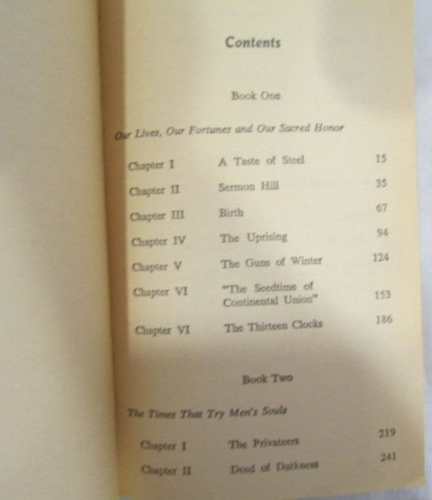 Contents
Book One
Our Lives, Our Fortunes and Our Sacred Honor
Chapter I A Taste of Steel 15
Chapter II Sermon Hill 35
Chapter III Birth 67
Chapter IV The Uprising 94
Chapter V The Guns of Winter 124
Chapter VI "The Seedtime of
Continental Union" 153
Chapter VI The Thirteen Clocks 186
Book Two
The Times That Try Men's Souls
Chapter I The Privateers 219
Chapter II Deed of Darkness 241